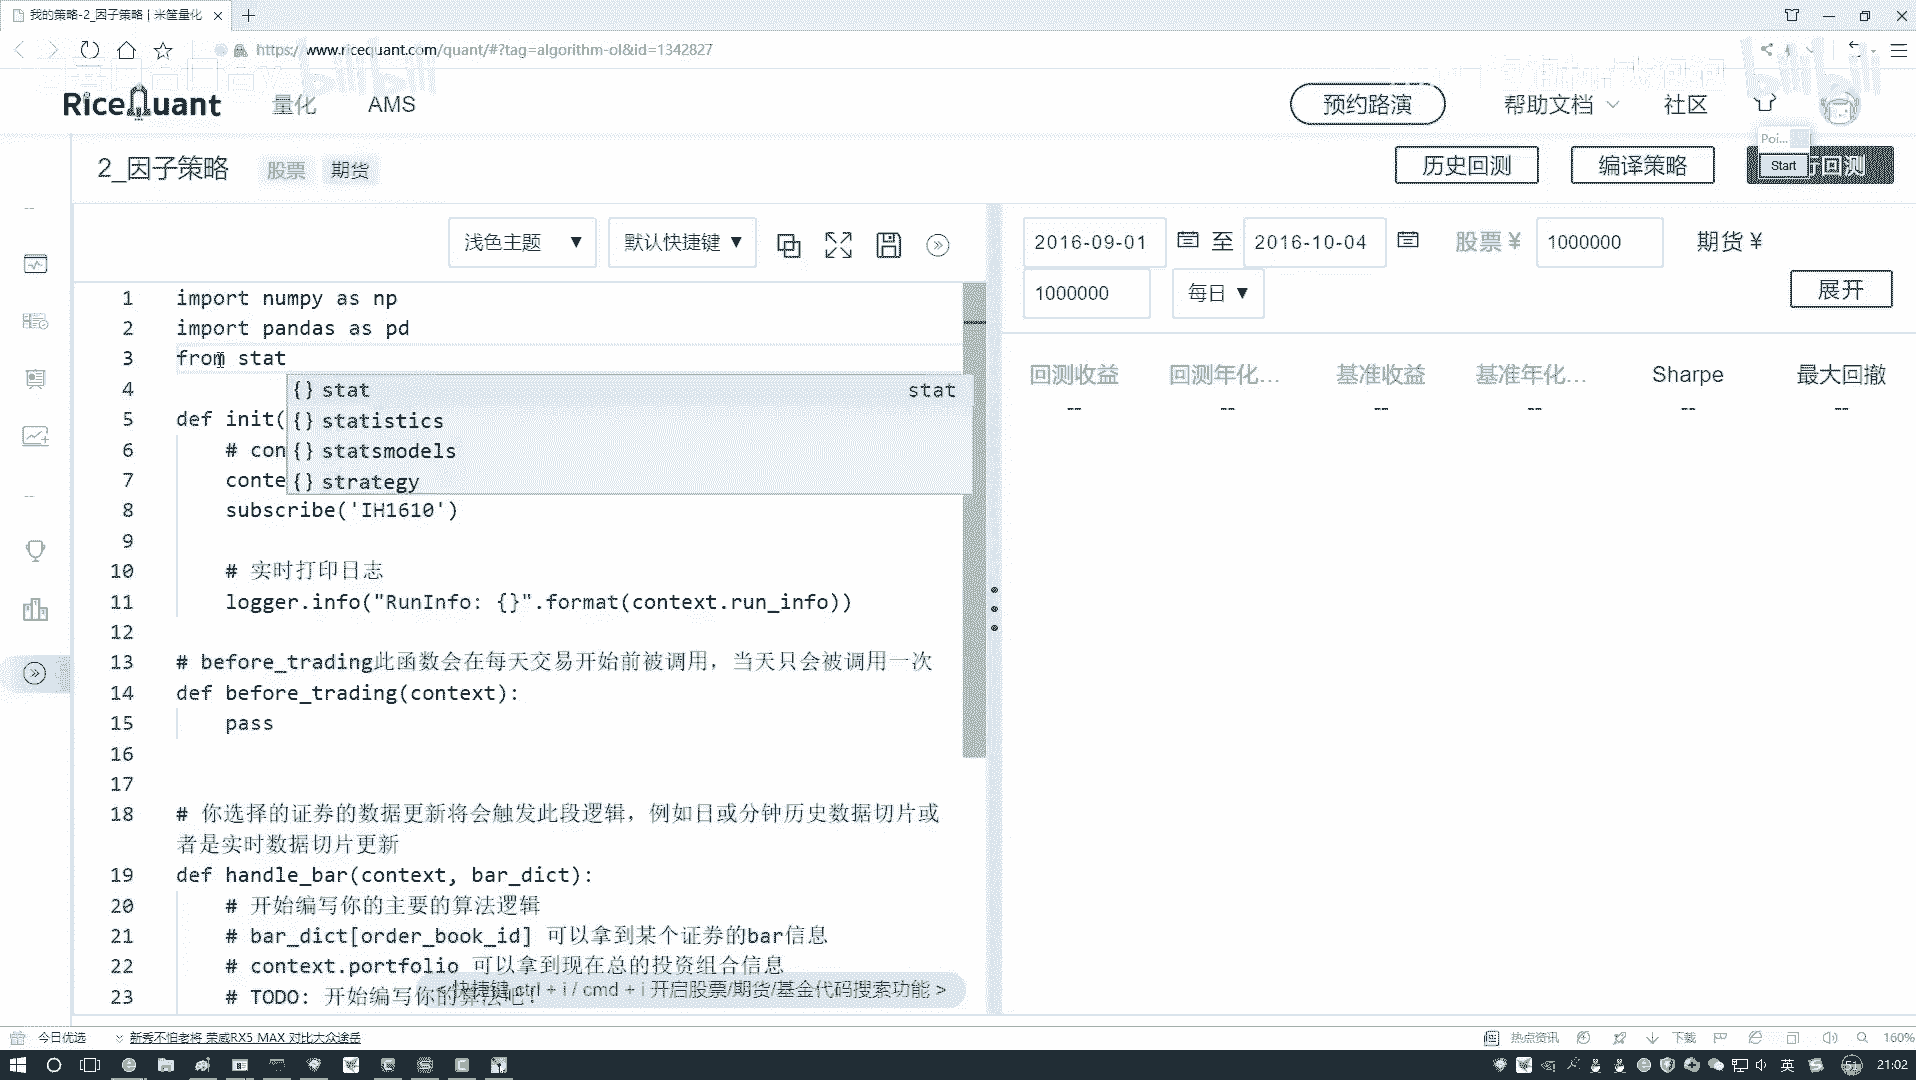 我的策略-2_因子策略 | 米筐量化
https://www.ricequant.com/quant/#?tag=algorithm-ol&id=1342827
bilibili
bilibili
RiceQuant
量化
AMS
预约路演
帮助文档
社区
2_因子策略
股票
期货
历史回测
编译策略
Poi...
Start
回测
浅色主题 ▼
默认快捷键 ▼
2016-09-01
至
2016-10-04
股票 ¥
1000000
期货 ¥
1000000
每日 ▼
展开
回测收益
回测年化...
基准收益
基准年化...
Sharpe
最大回撤
--
--
--
--
--
--
1 import numpy as np
2 import pandas as pd
3 from stat
{} stat stat
{} statistics
{} statsmodels
{} strategy
4
5 def init(
6 # con
7 conte
8 subscribe('IH1610')
9
10 # 实时打印日志
11 logger.info("RunInfo: {}".format(context.run_info))
12
13 # before_trading此函数会在每天交易开始前被调用，当天只会被调用一次
14 def before_trading(context):
15 pass
16
17
18 # 你选择的证券的数据更新将会触发此段逻辑，例如日或分钟历史数据切片或
者是实时数据切片更新
19 def handle_bar(context, bar_dict):
20 # 开始编写你的主要的算法逻辑
21 # bar_dict[order_book_id] 可以拿到某个证券的bar信息
22 # context.portfolio 可以拿到现在总的投资组合信息
23 # TODO: 开始编写你的算法吧!
< 快捷键 ctrl + i / cmd + i 开启股票/期货/基金代码搜索功能 >
今日优选
新秀不怕老将 荣威RX5 MAX 对比大众途岳
热点资讯
下载
160%
英
21:02